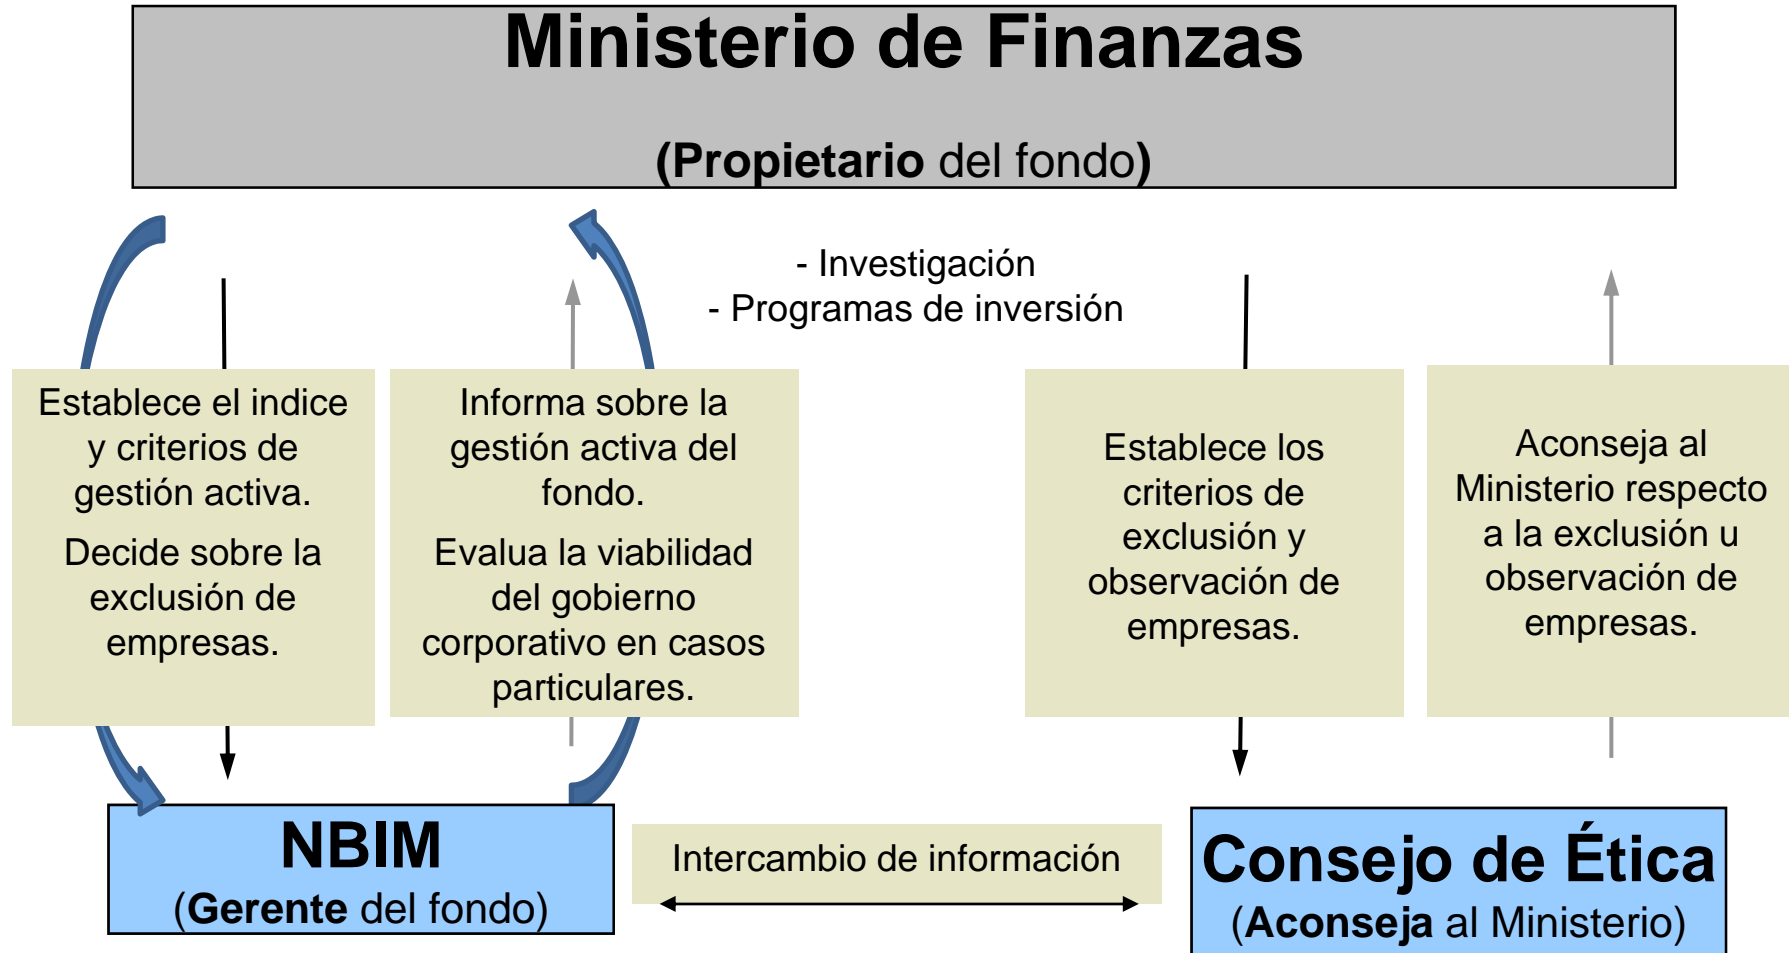 Ministerio de Finanzas
(Propietario del fondo)
- Investigación
- Programas de inversión
Establece el indice
y criterios de
gestión activa.
Decide sobre la
exclusión de
empresas.
Informa sobre la
gestión activa del
fondo.
Evalua la viabilidad
del gobierno
corporativo en casos
particulares.
Establece los
criterios de
exclusión y
observación de
empresas.
Aconseja al
Ministerio respecto
a la exclusión u
observación de
empresas.
NBIM
(Gerente del fondo)
Intercambio de información
Consejo de Ética
(Aconseja al Ministerio)